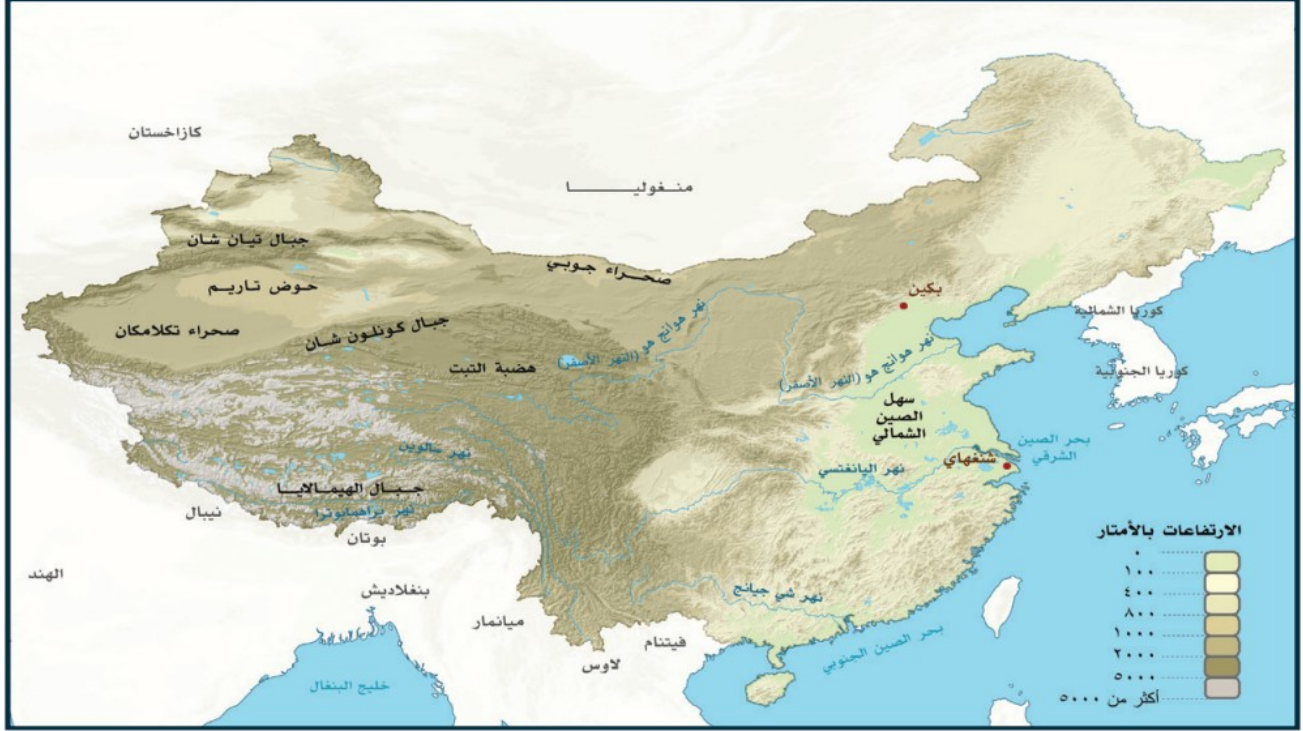 كازاخستان
منغوليا
جبال تيان شان
صحراء جوبي
حوض تاريم
بكين
صحراء تكلامكان
جبال كونلون شان
نهر هوانج هو (النهر الأصفر)
كوريا الشمالية
هضبة التبت
نهر هوانج هو (النهر الأصفر)
كوريا الجنوبية
سهل
الصين
الشمالي
بحر الصين
الشرقي
نهر سالوين
نهر اليانغتسي
شنغهاي
جبال الهيمالايا
نيبال
نهر براهمابوترا
بوتان
الهند
بنغلاديش
ميانمار
فيتنام
لاوس
نهر شي جيانج
بحر الصين الجنوبي
خليج البنغال
الارتفاعات بالأمتار
٠
١٠٠
٤٠٠
٨٠٠
١٠٠٠
٢٠٠٠
٥٠٠٠
أكثر من ٥٠٠٠